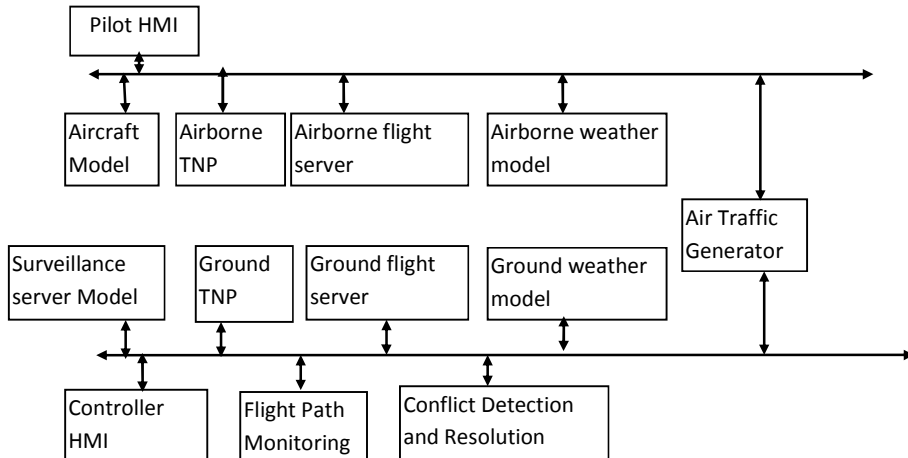 Pilot HMI
Aircraft
Model
Airborne
TNP
Airborne flight
server
Airborne weather
model
Air Traffic
Generator
Surveillance
server Model
Ground
TNP
Ground flight
server
Ground weather
model
Controller
HMI
Flight Path
Monitoring
Conflict Detection
and Resolution